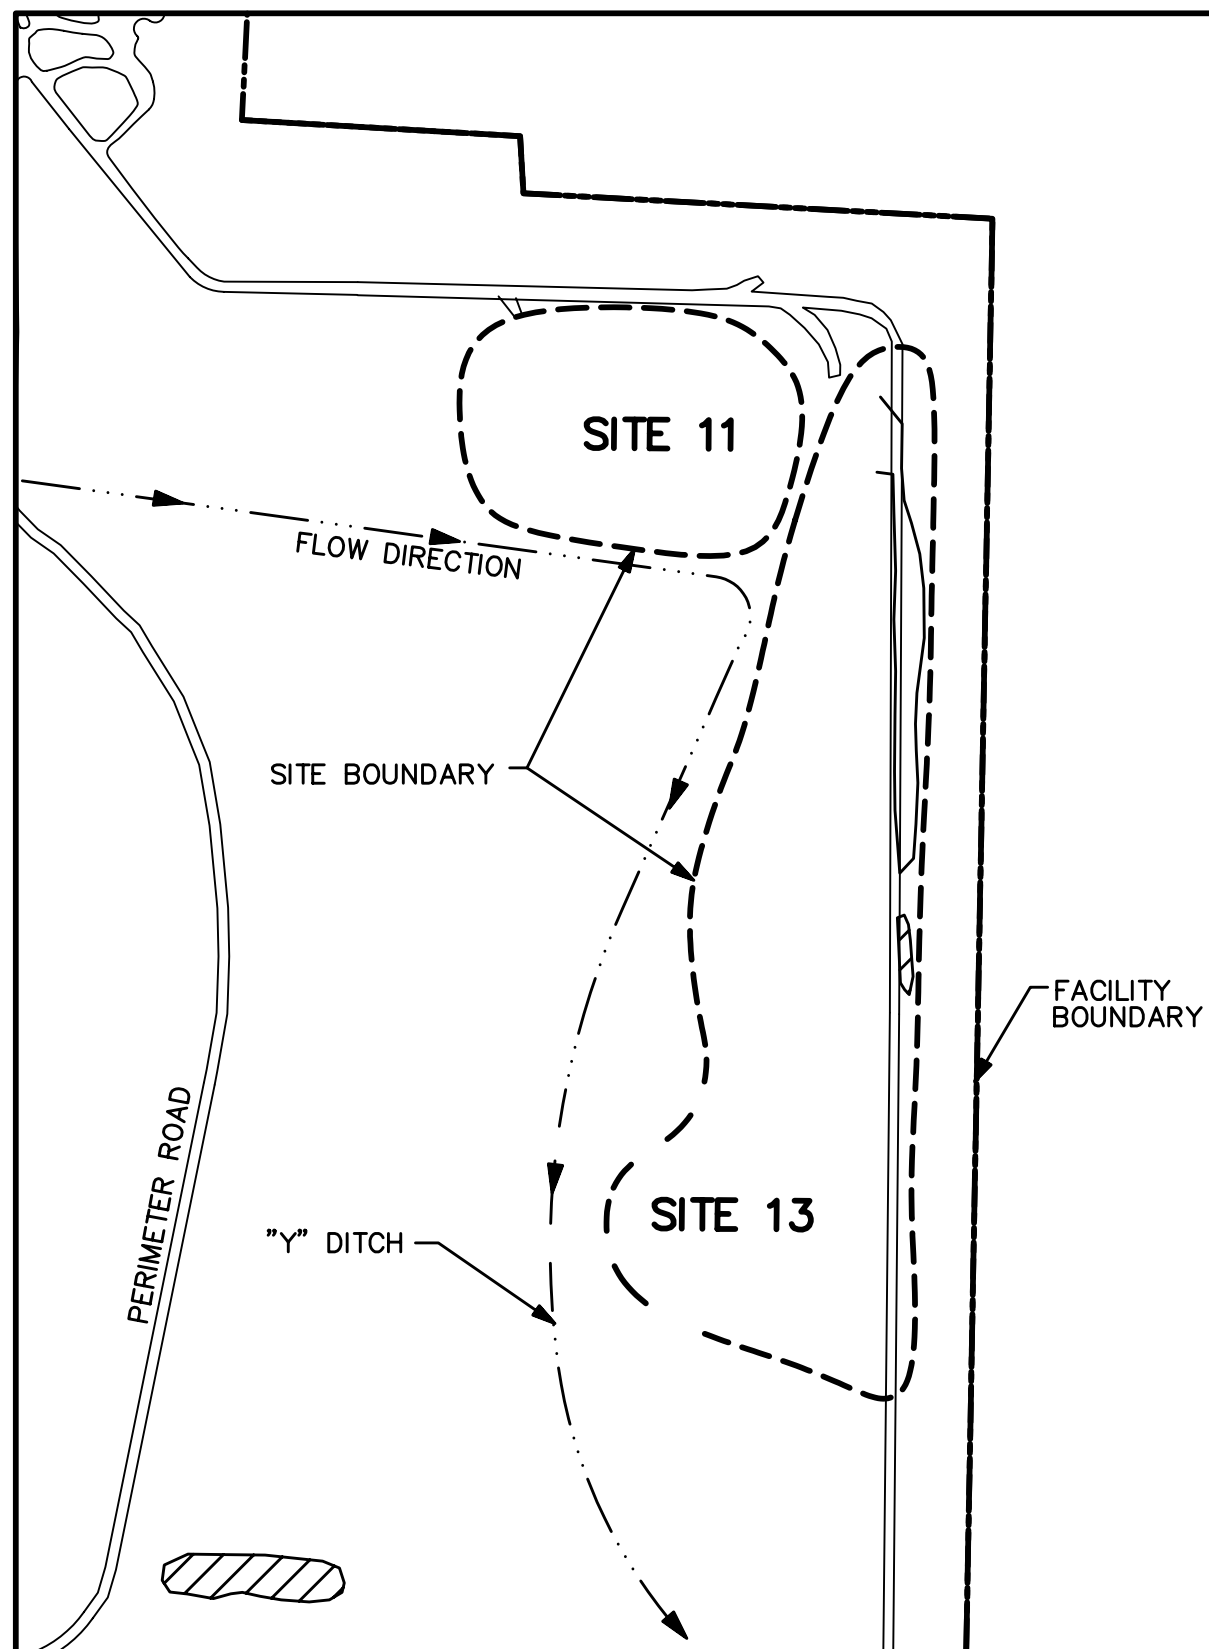 SITE 11
FLOW DIRECTION
SITE BOUNDARY
FACILITY
BOUNDARY
PERIMETER ROAD
SITE 13
"Y" DITCH